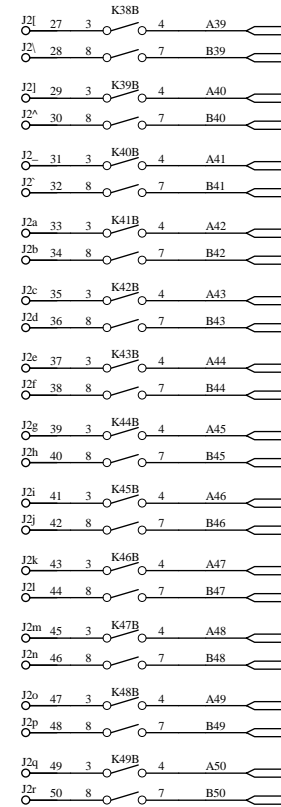 K38B
J2[ 27 3 4 A39
J2\ 28 8 7 B39
K39B
J2] 29 3 4 A40
J2^ 30 8 7 B40
K40B
J2_ 31 3 4 A41
J2` 32 8 7 B41
K41B
J2a 33 3 4 A42
J2b 34 8 7 B42
K42B
J2c 35 3 4 A43
J2d 36 8 7 B43
K43B
J2e 37 3 4 A44
J2f 38 8 7 B44
K44B
J2g 39 3 4 A45
J2h 40 8 7 B45
K45B
J2i 41 3 4 A46
J2j 42 8 7 B46
K46B
J2k 43 3 4 A47
J2l 44 8 7 B47
K47B
J2m 45 3 4 A48
J2n 46 8 7 B48
K48B
J2o 47 3 4 A49
J2p 48 8 7 B49
K49B
J2q 49 3 4 A50
J2r 50 8 7 B50